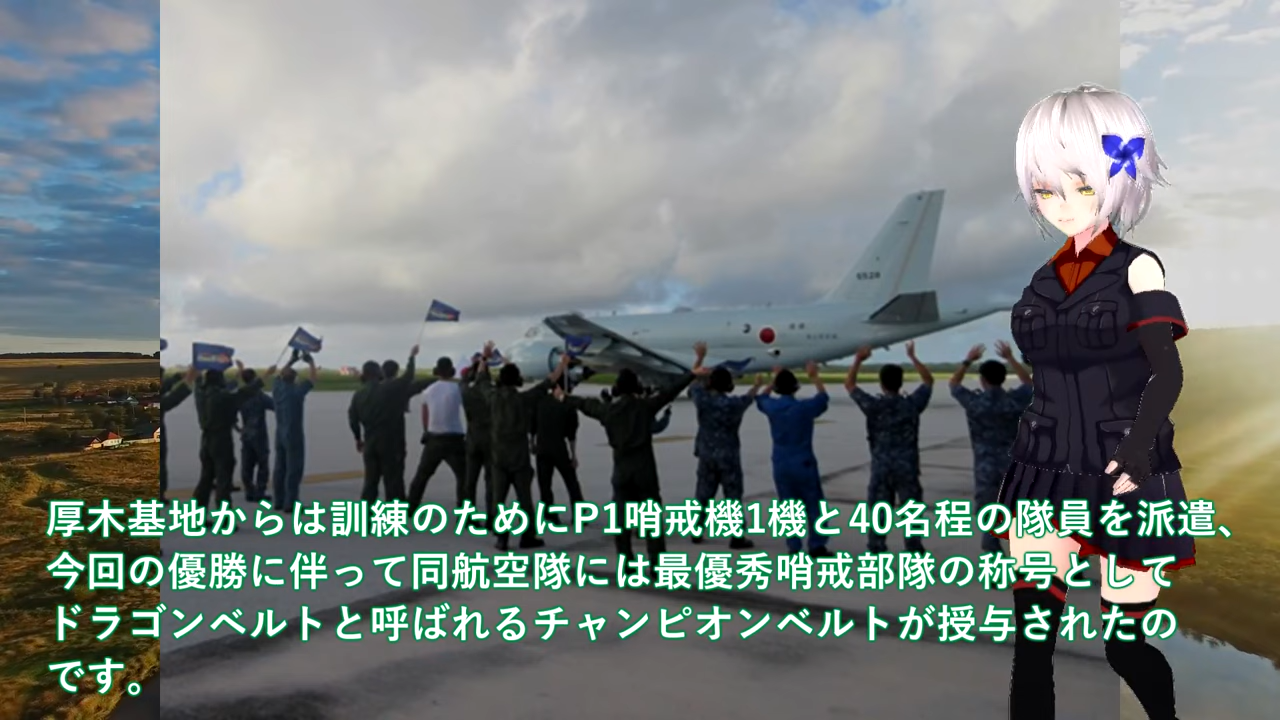 厚木基地からは訓練のためにP1哨戒機1機と40名程の隊員を派遣、
今回の優勝に伴って同航空隊には最優秀哨戒部隊の称号として
ドラゴンベルトと呼ばれるチャンピオンベルトが授与されたの
です。